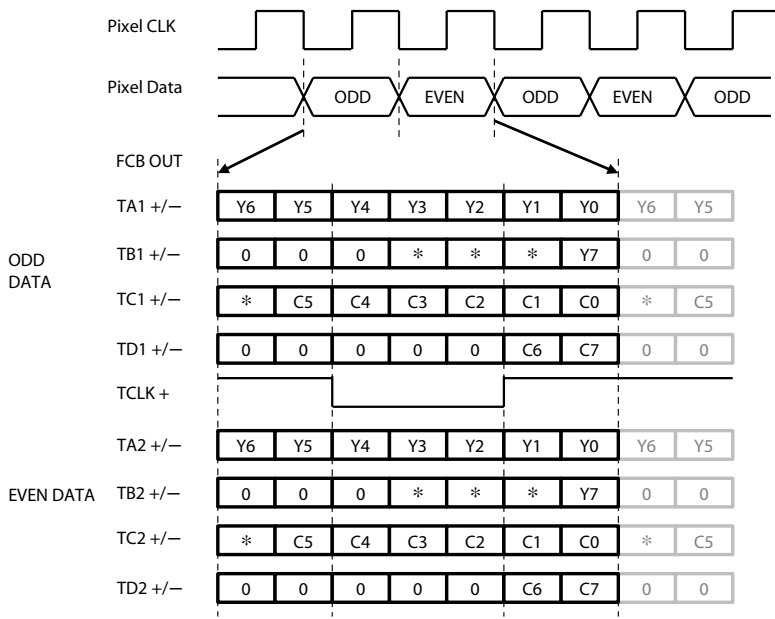 Pixel CLK
Pixel Data ODD EVEN ODD EVEN ODD
FCB OUT
TA1 +/− Y6 Y5 Y4 Y3 Y2 Y1 Y0 Y6 Y5
ODD
DATA
TB1 +/− 0 0 0 * * * Y7 0 0
TC1 +/− * C5 C4 C3 C2 C1 C0 * C5
TD1 +/− 0 0 0 0 0 C6 C7 0 0
TCLK +
TA2 +/− Y6 Y5 Y4 Y3 Y2 Y1 Y0 Y6 Y5
EVEN DATA TB2 +/− 0 0 0 * * * Y7 0 0
TC2 +/− * C5 C4 C3 C2 C1 C0 * C5
TD2 +/− 0 0 0 0 0 C6 C7 0 0